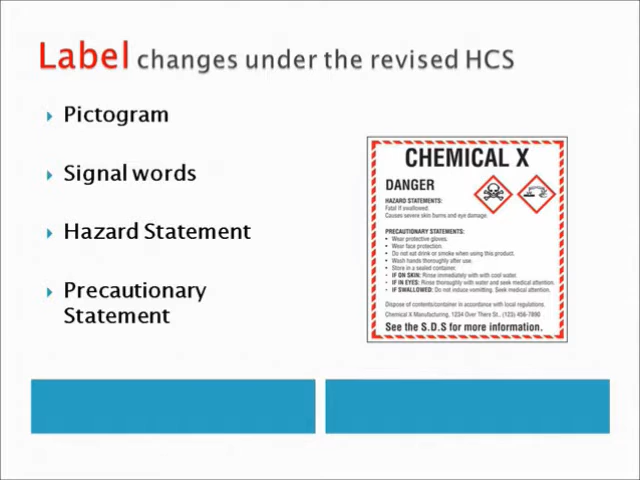 Label changes under the revised HCS
Pictogram
Signal words
Hazard Statement
Precautionary
Statement
CHEMICAL X
DANGER
HAZARD STATEMENTS:
Fatal if swallowed.
Causes severe skin burns and eye damage.
PRECAUTIONARY STATEMENTS:
• Wear protective gloves.
• Wear face protection.
• Do not eat drink or smoke when using this product.
• Wash hands thoroughly after use.
• Store in a sealed container.
• IF ON SKIN: Rinse immediately with with cool water.
• IF IN EYES: Rinse thoroughly with water and seek medical attention.
• IF SWALLOWED: Do not induce vomiting. Seek medical attention.
Dispose of contents/container in accordance with local regulations.
Chemical X Manufacturing, 1234 Over There St., (123) 456-7890
See the S.D.S for more information.